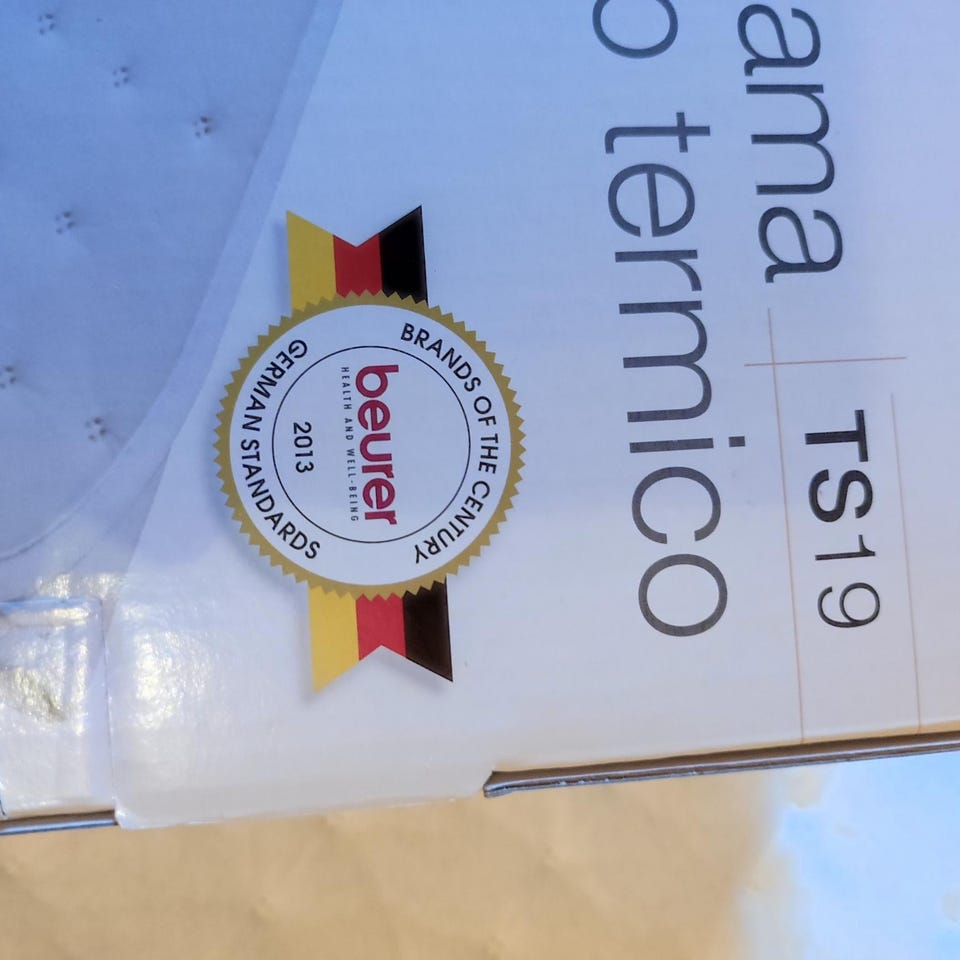 ama
TS19
o termico
BRANDS OF THE CENTURY
beurer
HEALTH AND WELL-BEING
2013
GERMAN STANDARDS